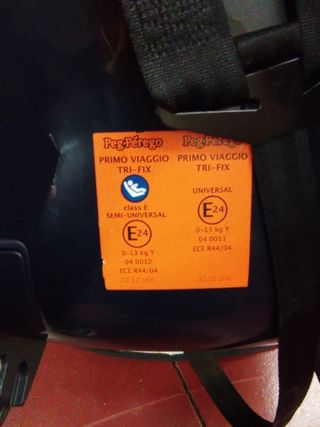 Peg-Pérego
PRIMO VIAGGIO
TRI-FIX
class E
SEMI-UNIVERSAL
E24
0-13 kg Y
04 0012
ECE R44/04
Peg-Pérego
PRIMO VIAGGIO
TRI-FIX
UNIVERSAL
E24
0-13 kg Y
04 0011
ECE R44/04